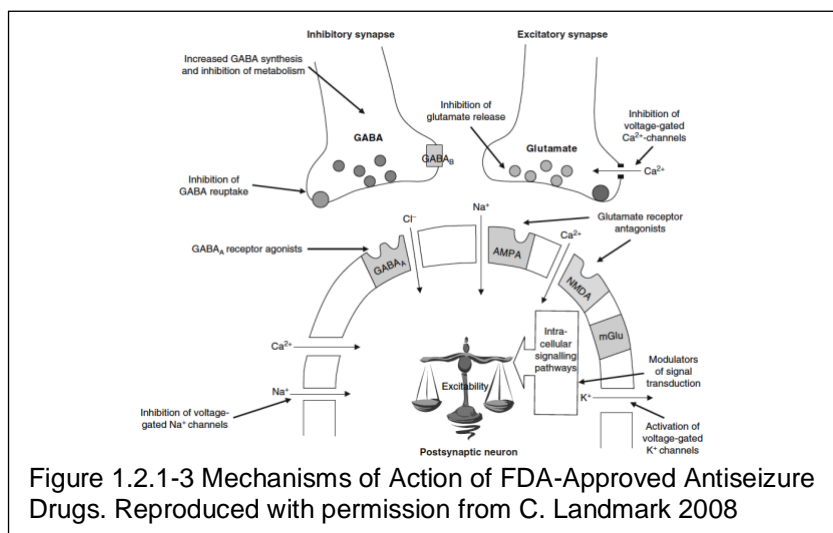 Inhibitory synapse
Excitatory synapse
Increased GABA synthesis
and inhibition of metabolism
Inhibition of
glutamate release
Inhibition of
voltage-gated
Ca²⁺-channels
GABA
GABA_B
Glutamate
Ca²⁺
Inhibition of
GABA reuptake
Cl⁻
Na⁺
Ca²⁺
Glutamate receptor
antagonists
GABA_A receptor agonists
GABA_A
AMPA
NMDA
mGlu
Ca²⁺
Intra-
cellular
signalling
pathways
Excitability
Modulators
of signal
transduction
Na⁺
K⁺
Inhibition of voltage-
gated Na⁺ channels
Activation of
voltage-gated
K⁺ channels
Postsynaptic neuron
Figure 1.2.1-3 Mechanisms of Action of FDA-Approved Antiseizure
Drugs. Reproduced with permission from C. Landmark 2008